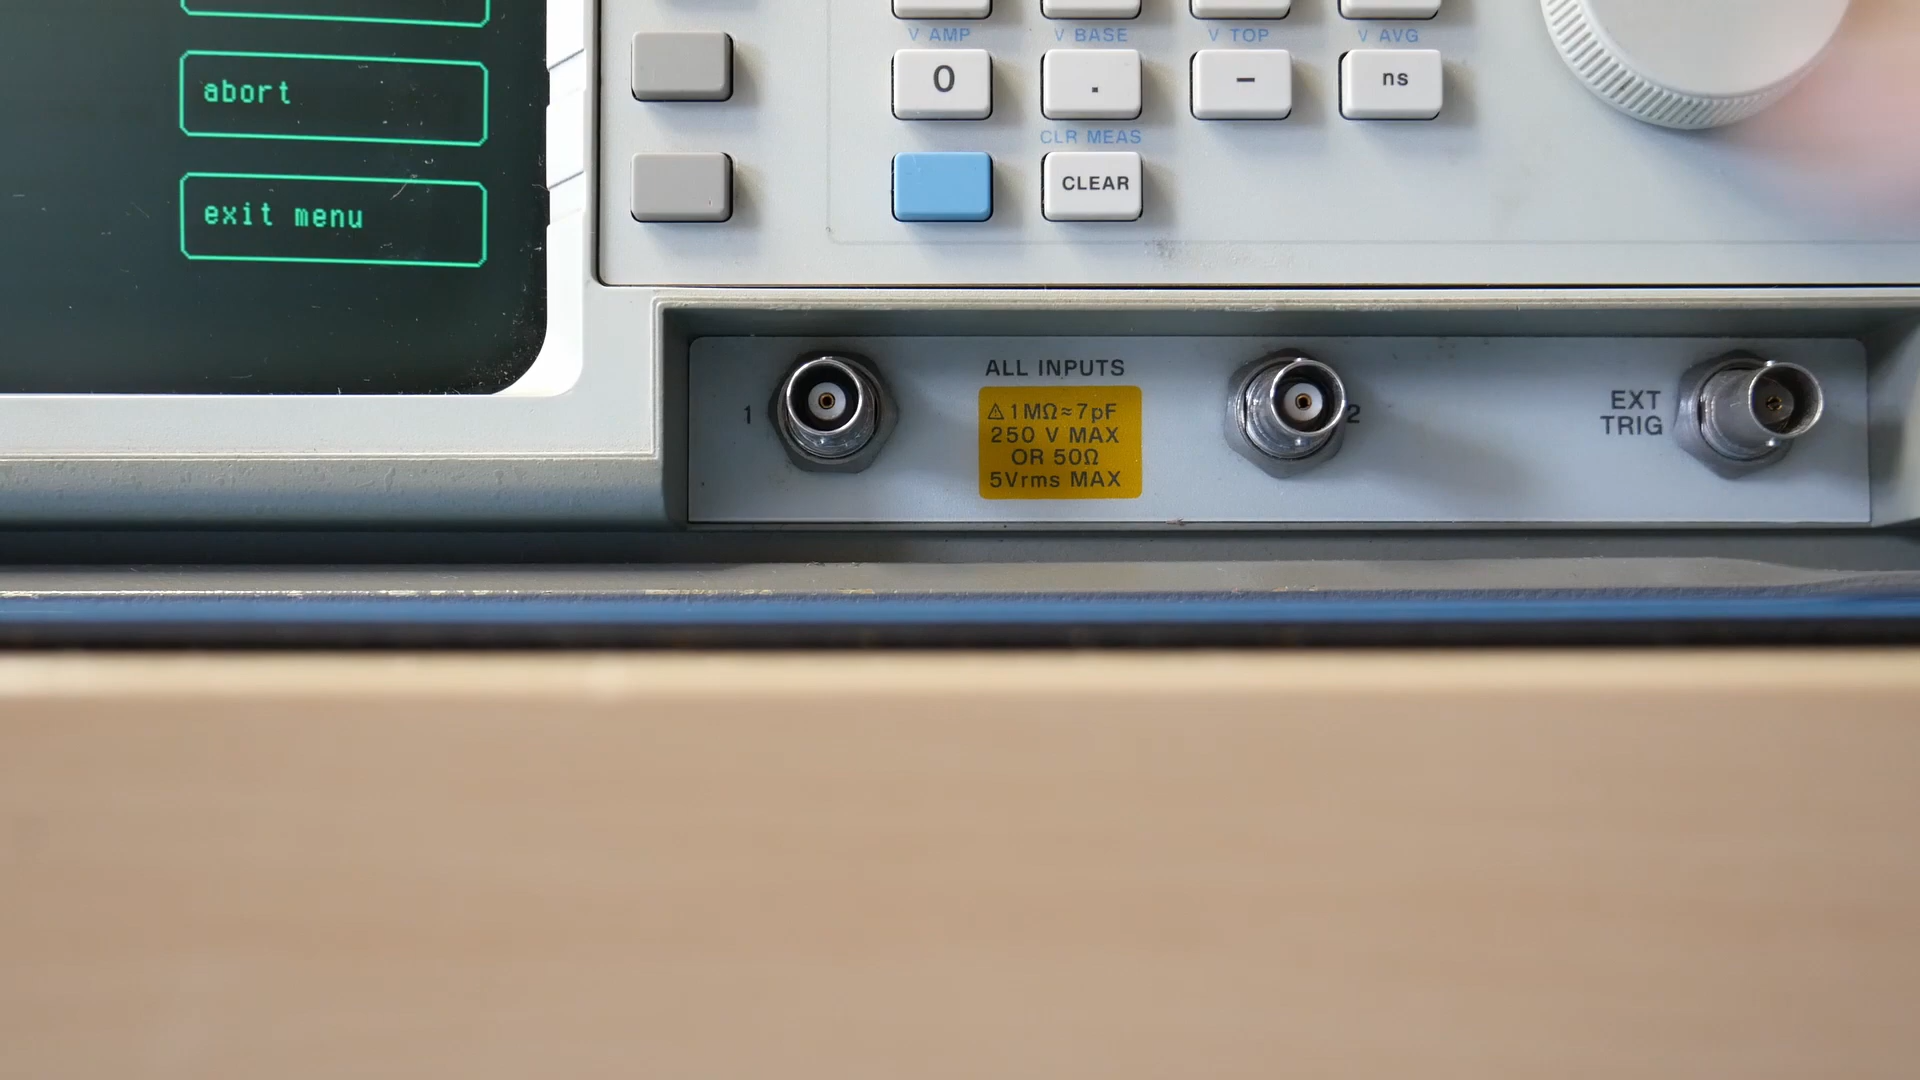 abort
exit menu
V AMP
V BASE
V TOP
V AVG
0
.
−
ns
CLR MEAS
CLEAR
1
ALL INPUTS
⚠1MΩ≈7pF
250 V MAX
OR 50Ω
5Vrms MAX
2
EXT
TRIG